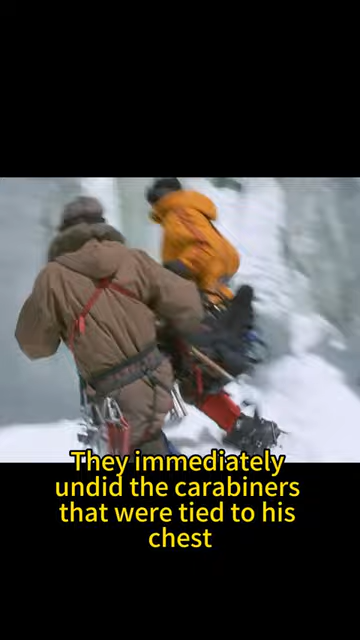 They immediately
undid the carabiners
that were tied to his
chest